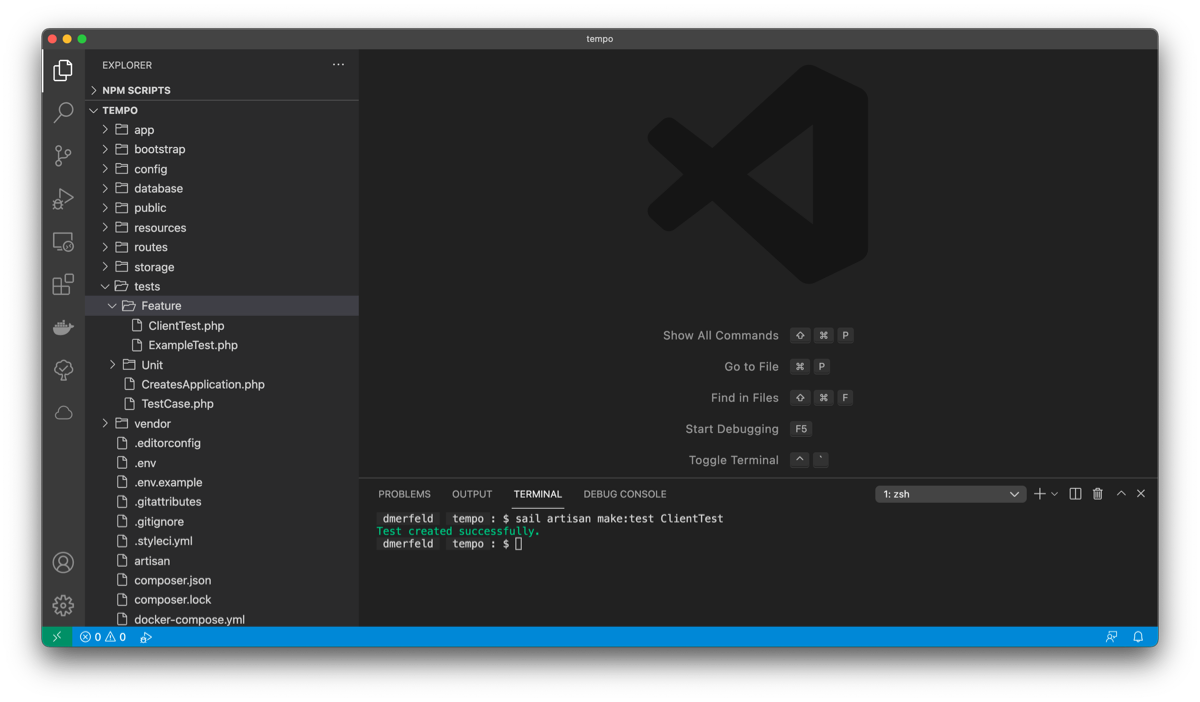 tempo
EXPLORER
NPM SCRIPTS
TEMPO
app
bootstrap
config
database
public
resources
routes
storage
tests
Feature
ClientTest.php
ExampleTest.php
Unit
CreatesApplication.php
TestCase.php
vendor
.editorconfig
.env
.env.example
.gitattributes
.gitignore
.styleci.yml
artisan
composer.json
composer.lock
docker-compose.yml
Show All Commands ⇧ ⌘ P
Go to File ⌘ P
Find in Files ⇧ ⌘ F
Start Debugging F5
Toggle Terminal ^ `
PROBLEMS OUTPUT TERMINAL DEBUG CONSOLE 1: zsh
dmerfeld tempo : $ sail artisan make:test ClientTest
Test created successfully.
dmerfeld tempo : $
0 0